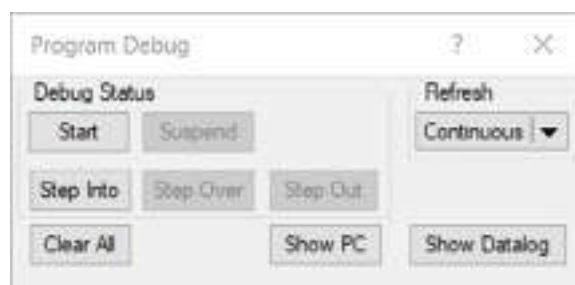 Program Debug ?
Debug Status Refresh
Start Suspend Continuous
Step Into Step Over Step Out
Clear All Show PC Show Datalog